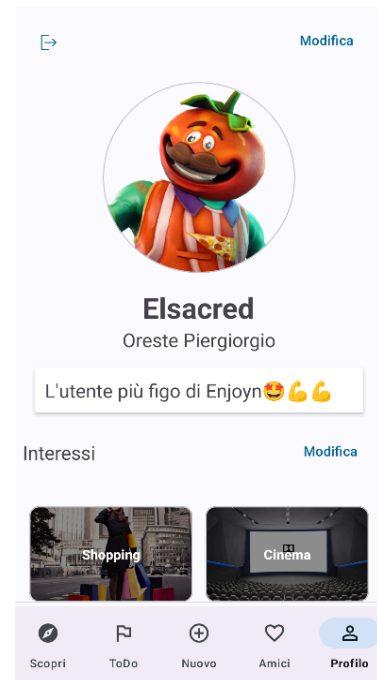 Modifica
Elsacred
Oreste Piergiorgio
L'utente più figo di Enjoyn🤩💪💪
Interessi
Modifica
Shopping
Cinema
Scopri
ToDo
Nuovo
Amici
Profilo